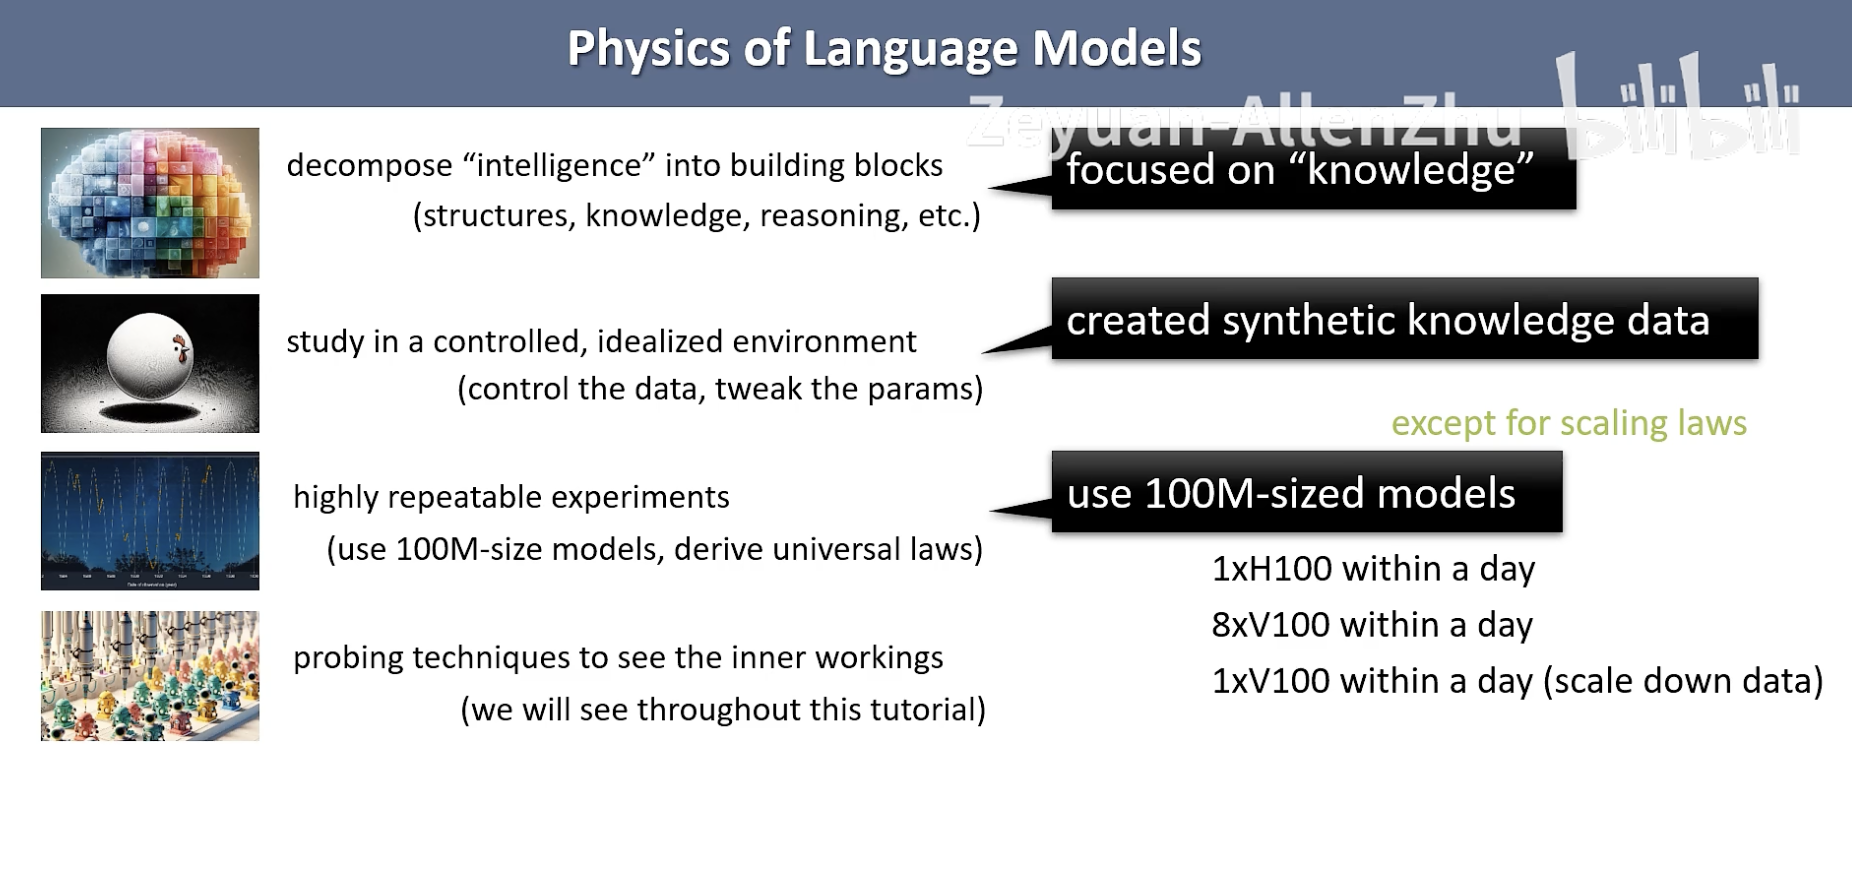 Physics of Language Models
Zeyuan-AllenZhu
bilibili
decompose “intelligence” into building blocks
(structures, knowledge, reasoning, etc.)
focused on “knowledge”
study in a controlled, idealized environment
(control the data, tweak the params)
created synthetic knowledge data
except for scaling laws
highly repeatable experiments
(use 100M-size models, derive universal laws)
use 100M-sized models
1xH100 within a day
8xV100 within a day
1xV100 within a day (scale down data)
probing techniques to see the inner workings
(we will see throughout this tutorial)